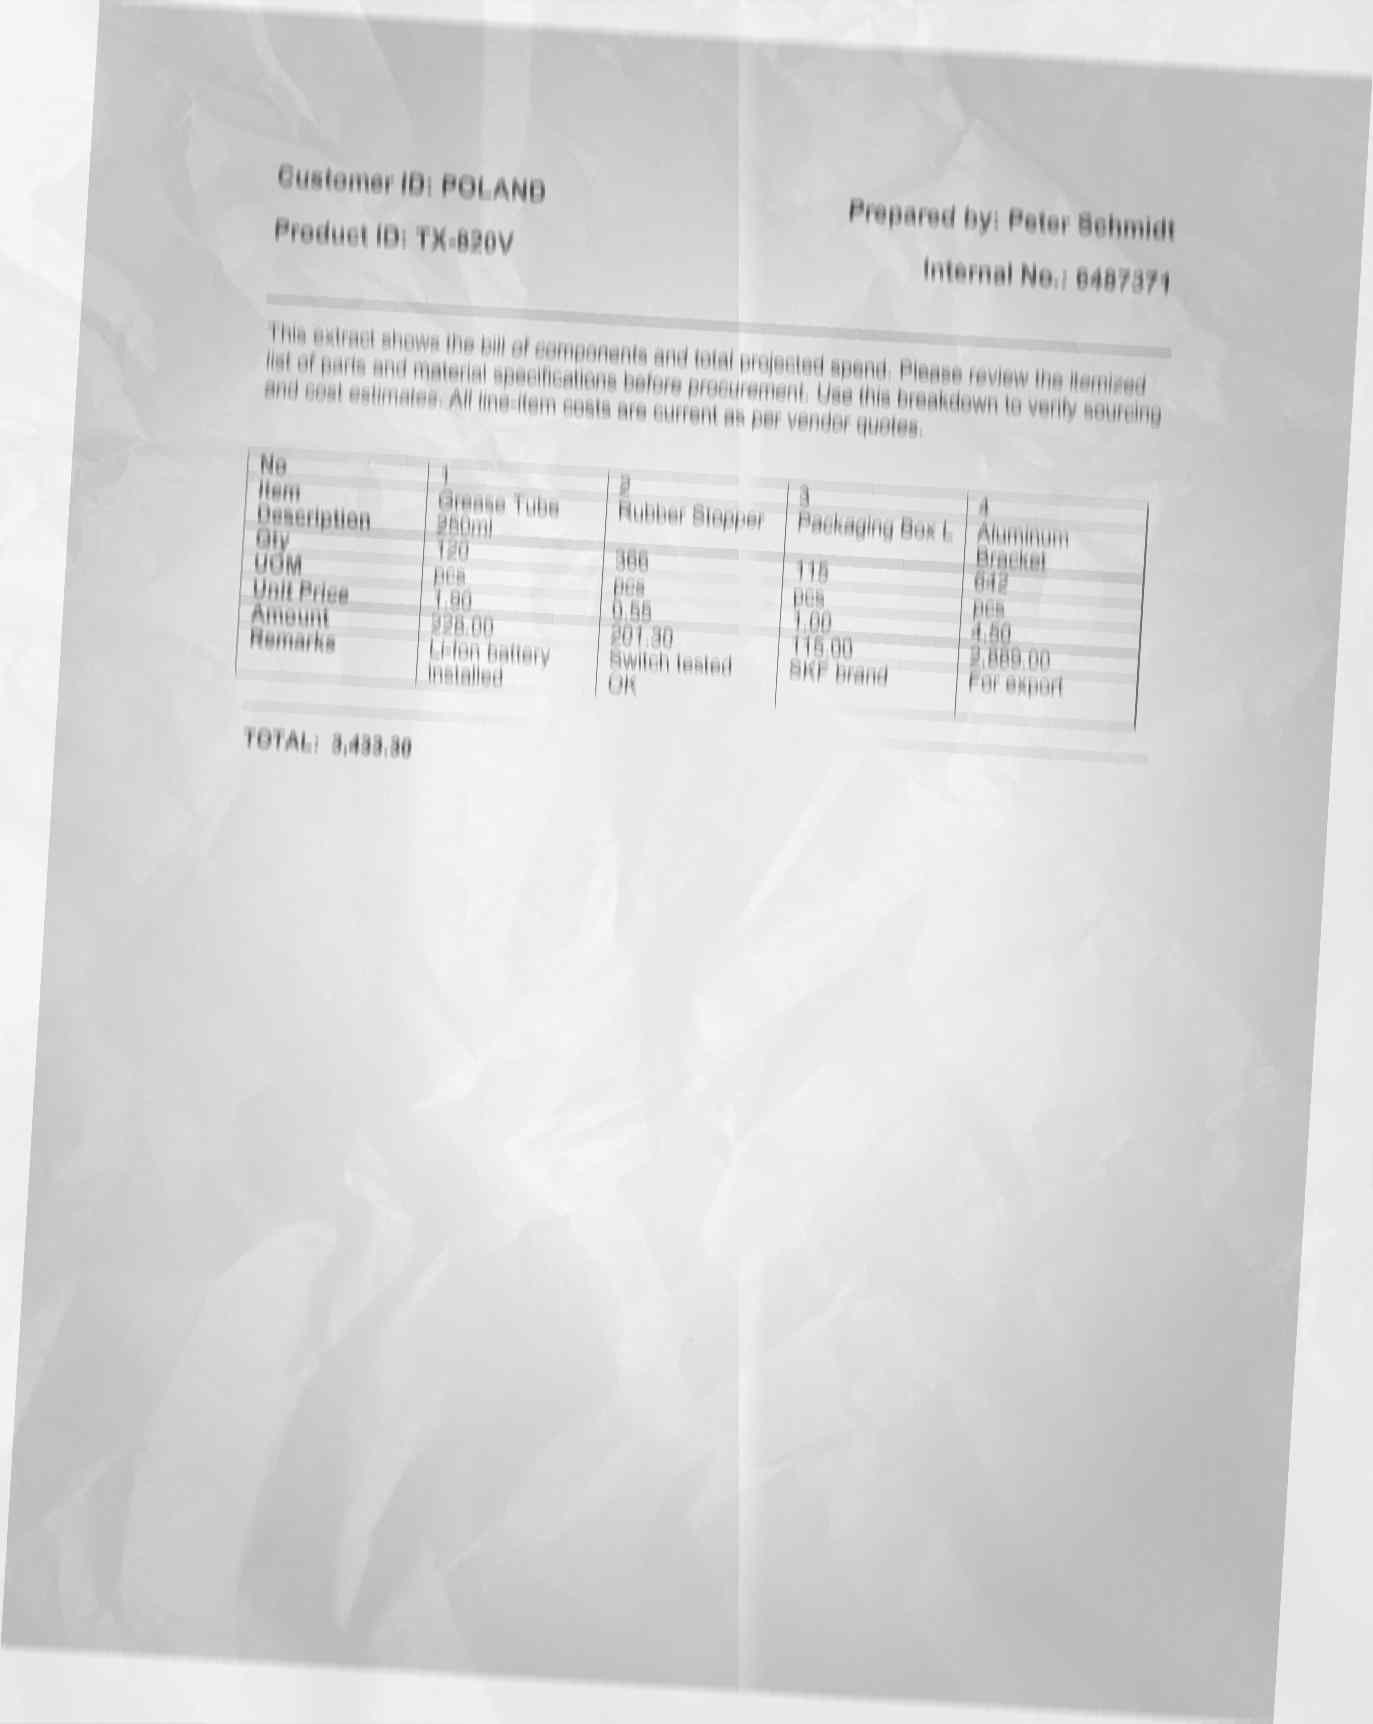 Customer ID: POLAND
Prepared by: Peter Schmidt
Product ID: TX-820V
Internal No.: 6487371
This extract shows the bill of components and total projected spend. Please review the itemized
list of parts and material specifications before procurement. Use this breakdown to verify sourcing
and cost estimates. All line-item costs are current as per vendor quotes.
No 1 2 3 4
Item Grease Tube Rubber Stopper Packaging Box L Aluminum
Description 250ml Bracket
Qty 120 366 115 642
UOM pcs pcs pcs pcs
Unit Price 1.90 0.55 1.00 4.50
Amount 228.00 201.30 115.00 2,889.00
Remarks Li-Ion battery Switch tested SKF brand For export
installed OK
TOTAL: 3,433.30